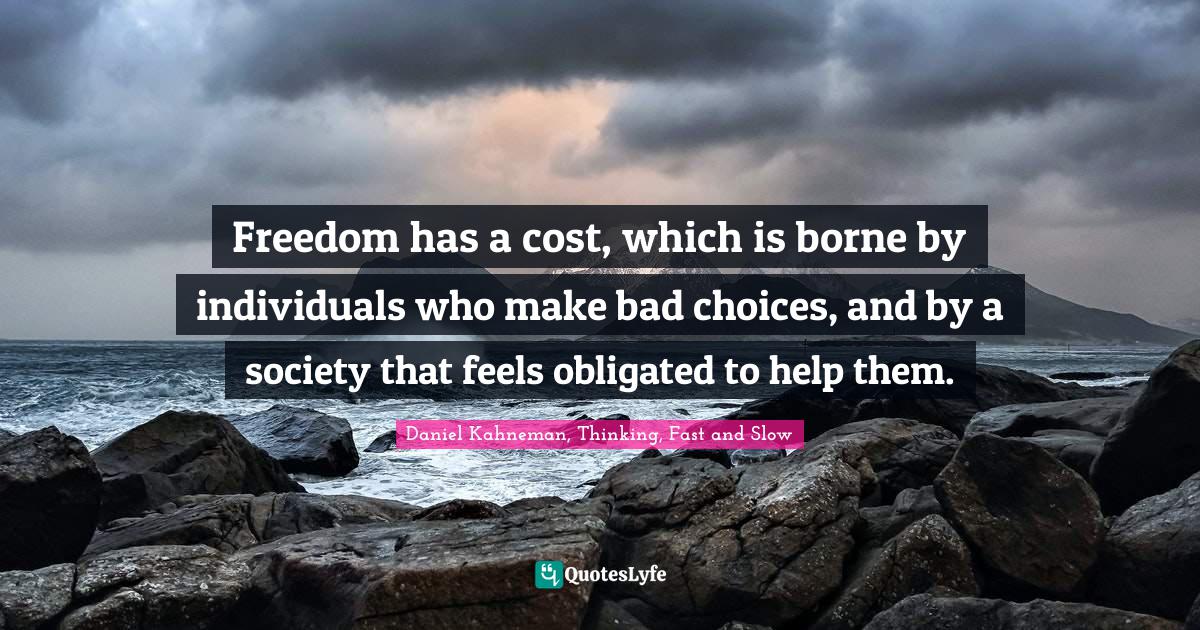 Freedom has a cost, which is borne by
individuals who make bad choices, and by a
society that feels obligated to help them.
Daniel Kahneman, Thinking, Fast and Slow
QuotesLyfe